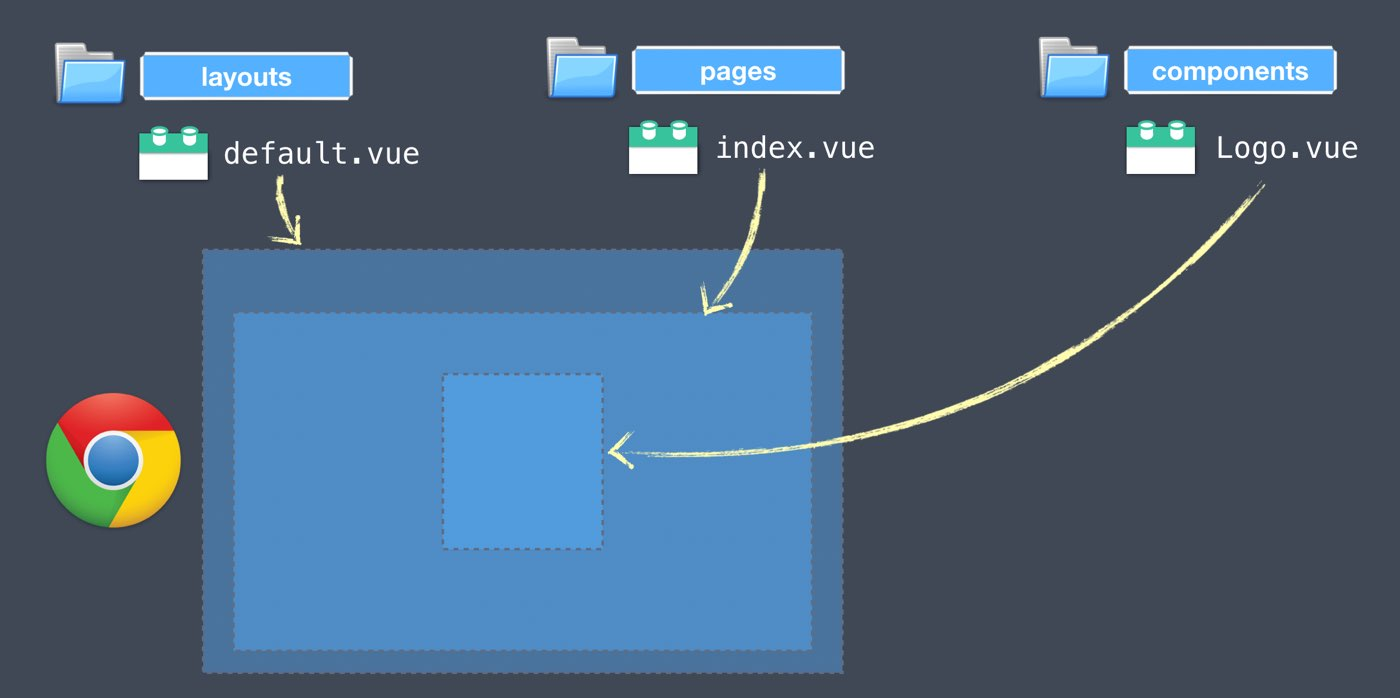 layouts
pages
components
default.vue
index.vue
Logo.vue